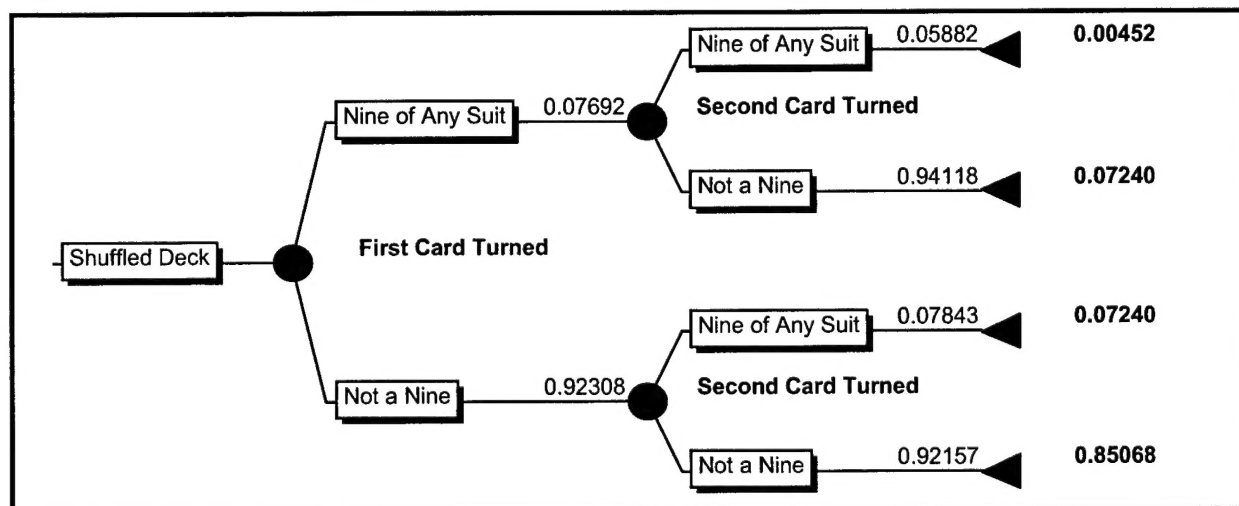 Nine of Any Suit 0.05882 0.00452
Nine of Any Suit 0.07692 Second Card Turned
Not a Nine 0.94118 0.07240
Shuffled Deck First Card Turned
Nine of Any Suit 0.07843 0.07240
Not a Nine 0.92308 Second Card Turned
Not a Nine 0.92157 0.85068